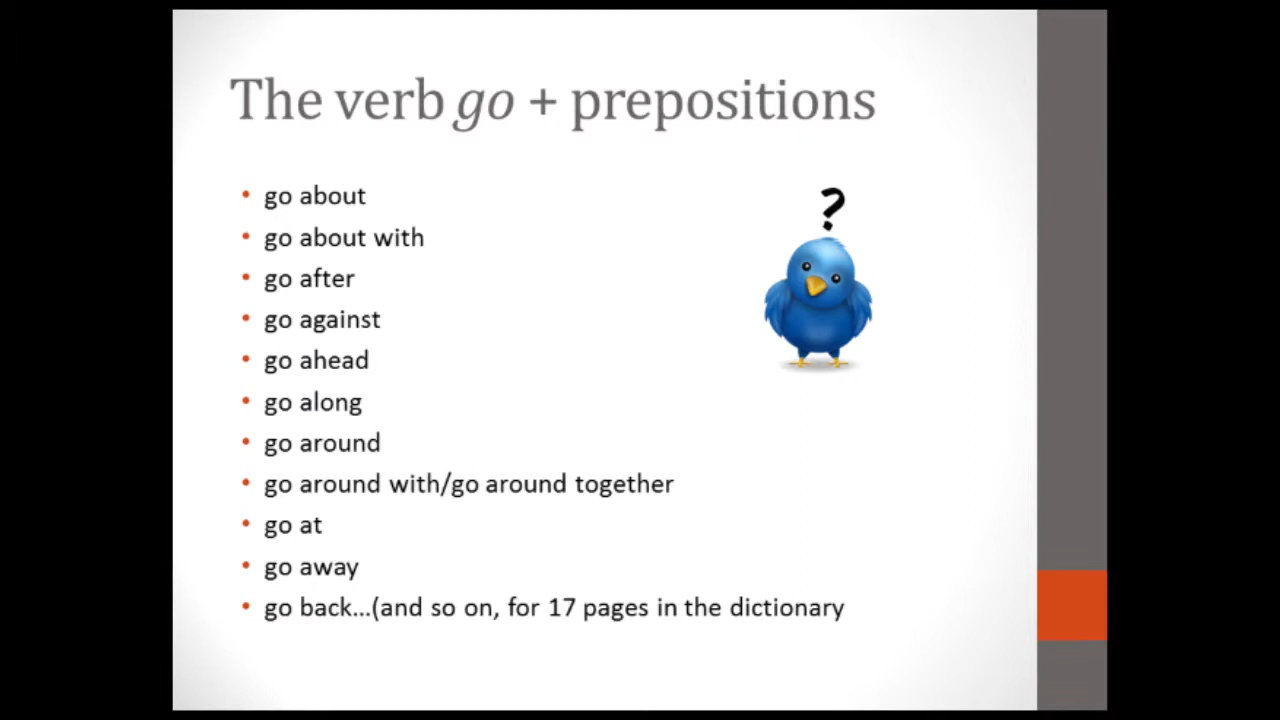 The verb go + prepositions
?
• go about
• go about with
• go after
• go against
• go ahead
• go along
• go around
• go around with/go around together
• go at
• go away
• go back...(and so on, for 17 pages in the dictionary